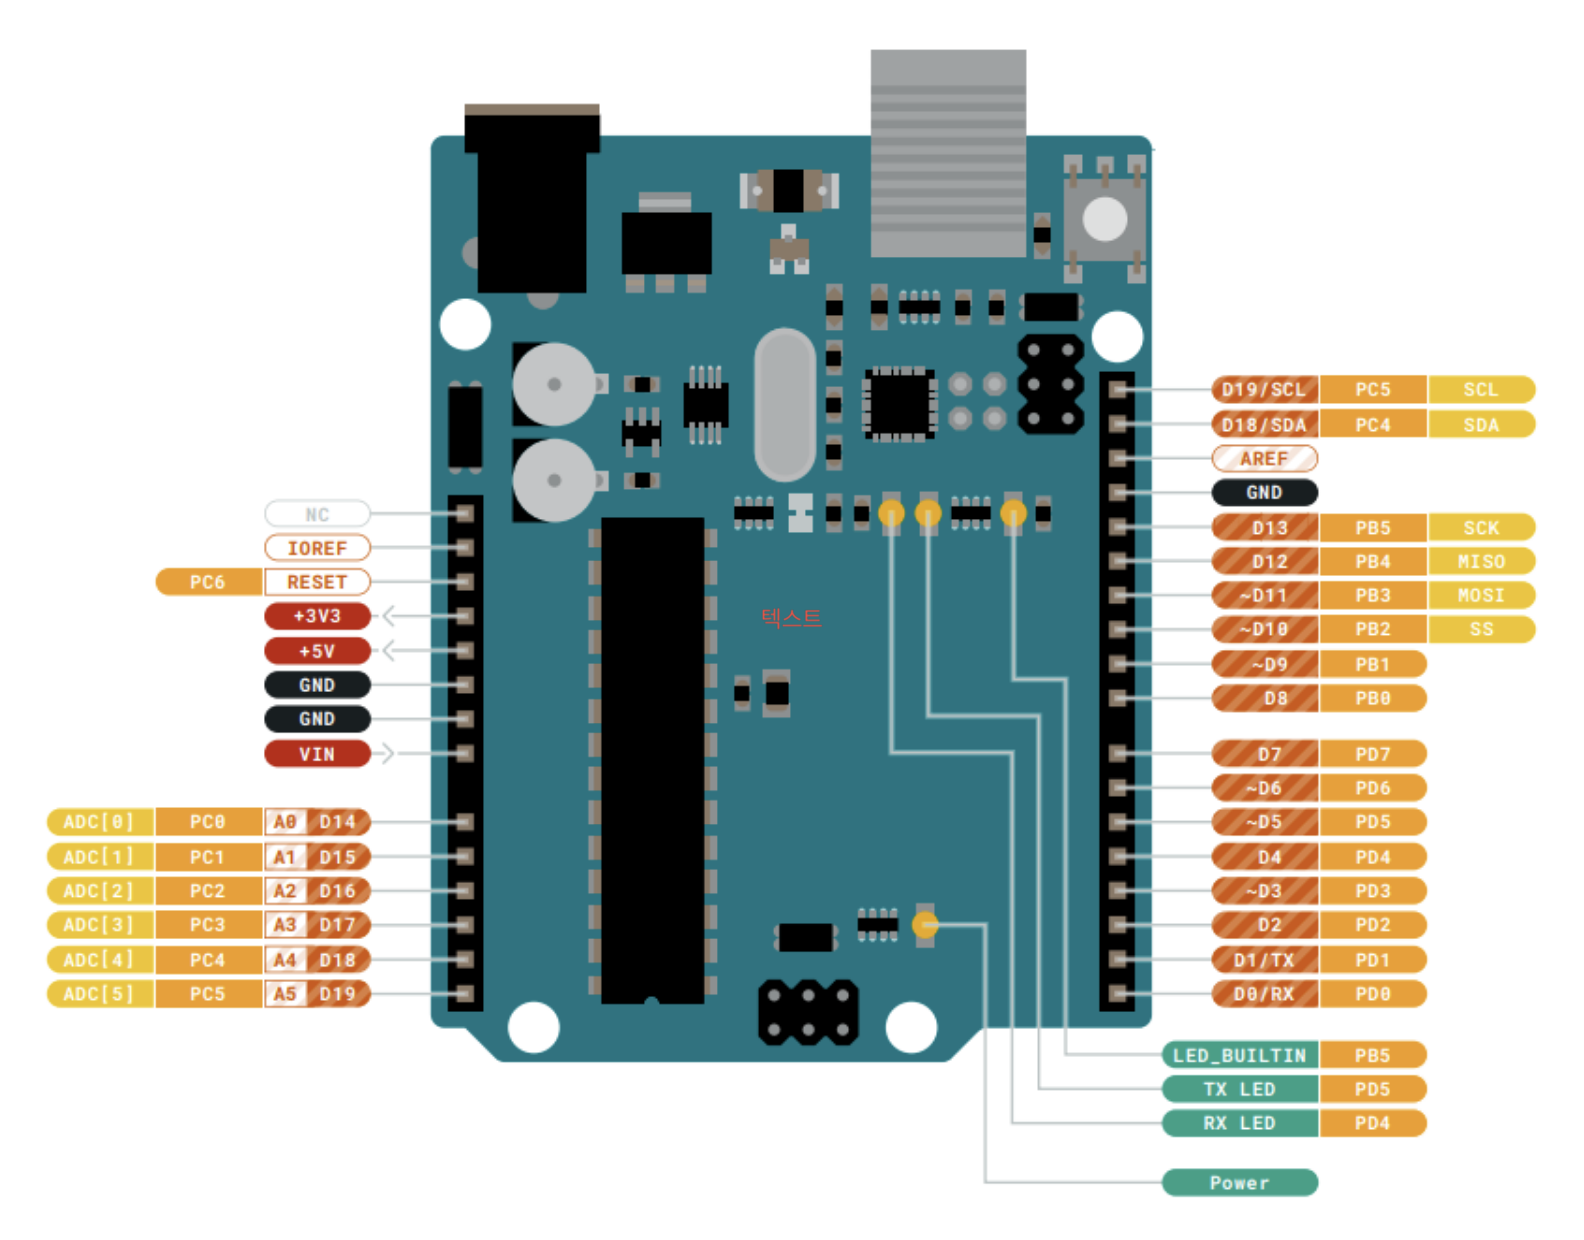 D19/SCL PC5 SCL
D18/SDA PC4 SDA
AREF
GND
NC
D13 PB5 SCK
IOREF
D12 PB4 MISO
PC6 RESET
~D11 PB3 MOSI
+3V3
텍스트
~D10 PB2 SS
+5V
~D9 PB1
GND
D8 PB0
GND
VIN
D7 PD7
~D6 PD6
ADC[0] PC0 A0 D14
~D5 PD5
ADC[1] PC1 A1 D15
D4 PD4
ADC[2] PC2 A2 D16
~D3 PD3
ADC[3] PC3 A3 D17
D2 PD2
ADC[4] PC4 A4 D18
D1/TX PD1
ADC[5] PC5 A5 D19
D0/RX PD0
LED_BUILTIN PB5
TX LED PD5
RX LED PD4
Power